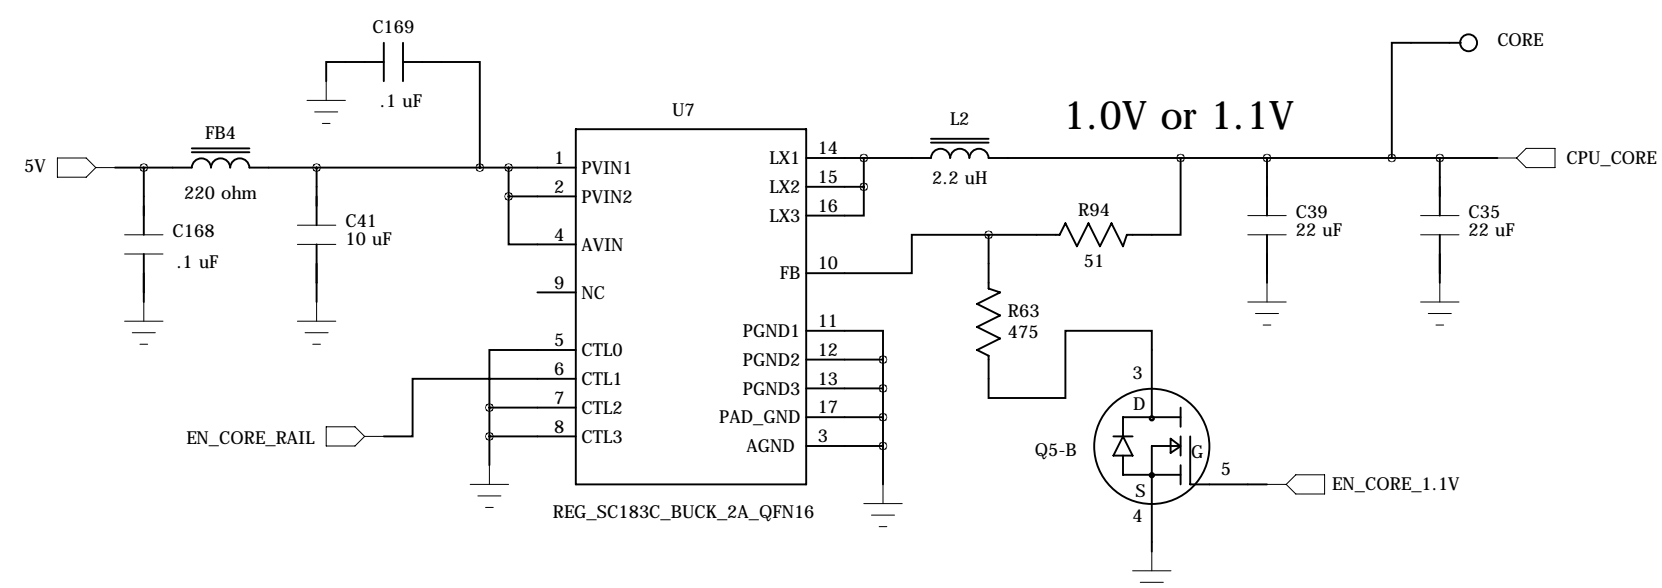 C169
.1 uF
CORE
U7
1.0V or 1.1V
L2
2.2 uH
FB4
5V
220 ohm
C168
.1 uF
C41
10 uF
1 PVIN1
2 PVIN2
4 AVIN
9 NC
5 CTL0
6 CTL1
7 CTL2
8 CTL3
LX1 14
LX2 15
LX3 16
FB 10
PGND1 11
PGND2 12
PGND3 13
PAD_GND 17
AGND 3
CPU_CORE
R94
51
C39
22 uF
C35
22 uF
R63
475
EN_CORE_RAIL
REG_SC183C_BUCK_2A_QFN16
3
D
Q5-B
G
5
S
4
EN_CORE_1.1V